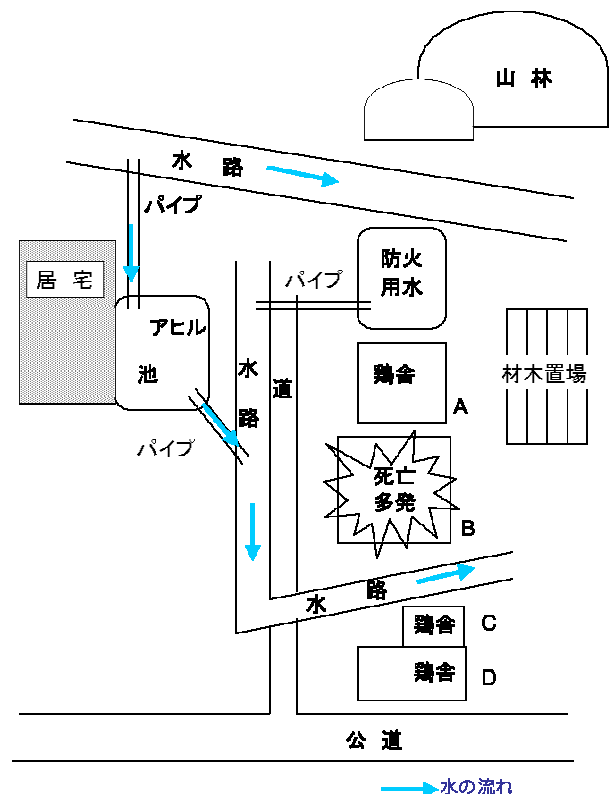 山 林
水 路
パイプ
居 宅
アヒル
池
パイプ
水
路
道
パイプ
防火
用水
鶏舎
A
材木置場
死亡
多発
B
水 路
鶏舎
C
鶏舎
D
公 道
水の流れ